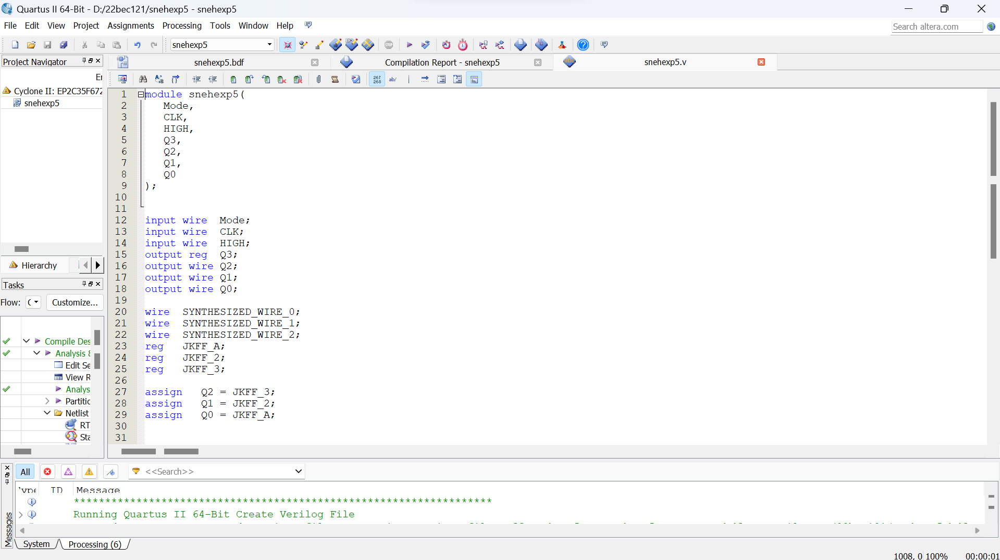 Quartus II 64-Bit - D:/22bec121/snehexp5 - snehexp5
File Edit View Project Assignments Processing Tools Window Help
Search altera.com
snehexp5
STOP
Project Navigator
snehexp5.bdf
Compilation Report - snehexp5
abc
snehexp5.v
267
268
ab/
Cyclone II: EP2C35F672
snehexp5
Hierarchy
Tasks
Flow:
Customize...
Compile Des
Analysis &
Edit Se
View R
Analys
Partitic
Netlist
RT
Sta
1 module snehexp5(
2 Mode,
3 CLK,
4 HIGH,
5 Q3,
6 Q2,
7 Q1,
8 Q0
9 );
10
11
12 input wire Mode;
13 input wire CLK;
14 input wire HIGH;
15 output reg Q3;
16 output wire Q2;
17 output wire Q1;
18 output wire Q0;
19
20 wire SYNTHESIZED_WIRE_0;
21 wire SYNTHESIZED_WIRE_1;
22 wire SYNTHESIZED_WIRE_2;
23 reg JKFF_A;
24 reg JKFF_2;
25 reg JKFF_3;
26
27 assign Q2 = JKFF_3;
28 assign Q1 = JKFF_2;
29 assign Q0 = JKFF_A;
30
31
All
<<Search>>
ID Message
*******************************************************************
Running Quartus II 64-Bit Create Verilog File
Messages
System
Processing (6)
1008, 0 100% 00:00:01